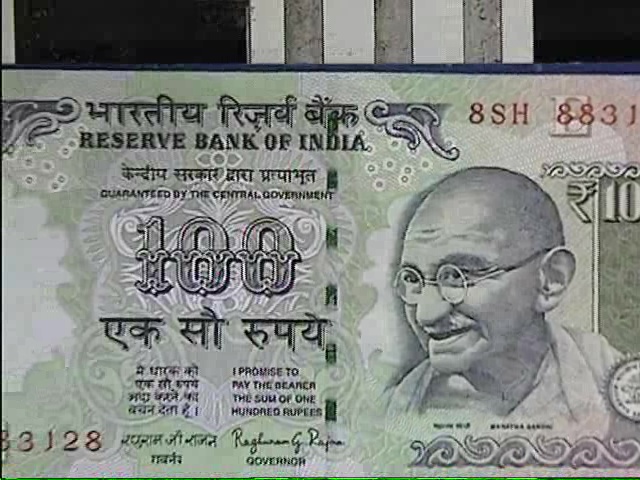 भारतीय रिज़र्व बैंक
RESERVE BANK OF INDIA
8SH 8831
केन्द्रीय सरकार द्वारा प्रत्याभूत
GUARANTEED BY THE CENTRAL GOVERNMENT
₹10
100
एक सौ रुपये
मैं धारक को
एक सौ रुपये
अदा करने का
वचन देता हूँ।
I PROMISE TO
PAY THE BEARER
THE SUM OF ONE
HUNDRED RUPEES
महात्मा गांधी MAHATMA GANDHI
33128
रघुराम जी राजन Raghuram G Rajan
गवर्नर GOVERNOR